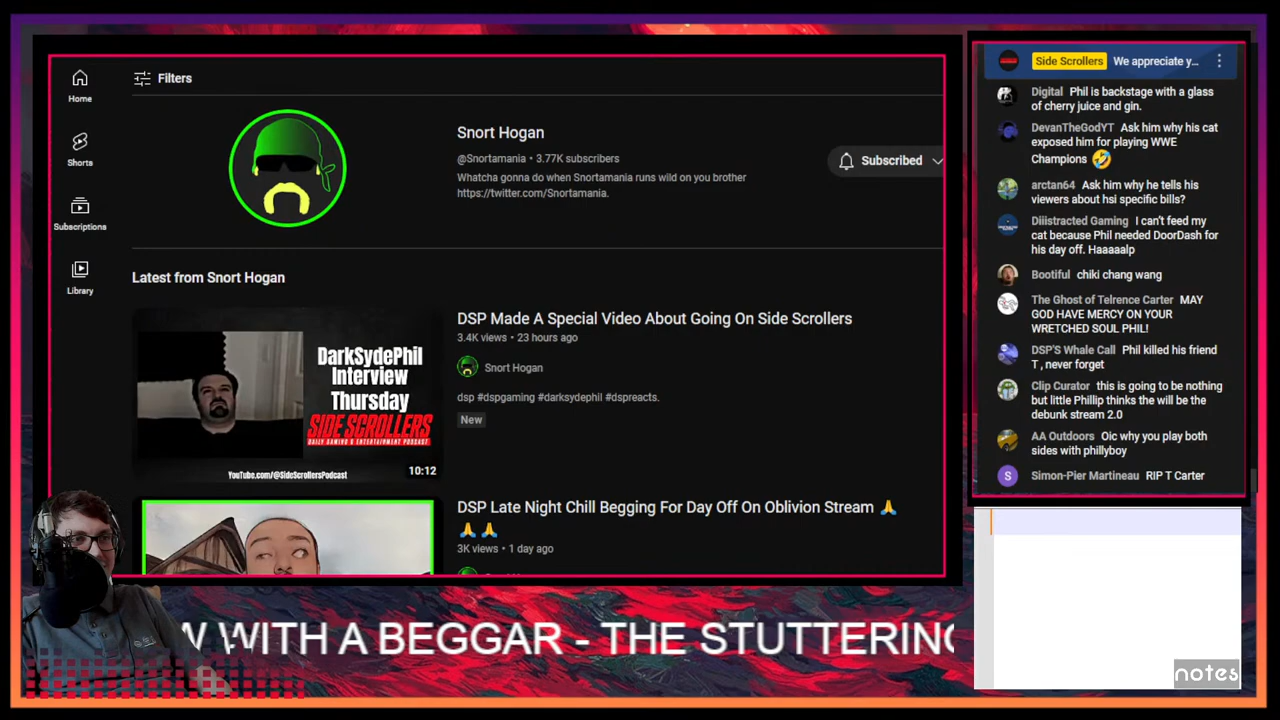 Home
Shorts
Subscriptions
Library
Filters
Snort Hogan
@Snortamania • 3.77K subscribers
Whatcha gonna do when Snortamania runs wild on you brother
https://twitter.com/Snortamania.
Subscribed
Latest from Snort Hogan
DarkSydePhil
Interview
Thursday
SIDE SCROLLERS
DAILY GAMING & ENTERTAINMENT PODCAST
YouTube.com/@SideScrollersPodcast
10:12
DSP Made A Special Video About Going On Side Scrollers
3.4K views • 23 hours ago
Snort Hogan
dsp #dspgaming #darksydephil #dspreacts.
New
DSP Late Night Chill Begging For Day Off On Oblivion Stream 🙏
🙏🙏
3K views • 1 day ago
W WITH A BEGGAR - THE STUTTERING
Side Scrollers We appreciate y...
Digital Phil is backstage with a glass
of cherry juice and gin.
DevanTheGodYT Ask him why his cat
exposed him for playing WWE
Champions 🤣
arctan64 Ask him why he tells his
viewers about hsi specific bills?
Diiistracted Gaming I can't feed my
cat because Phil needed DoorDash for
his day off. Haaaaalp
Bootiful chiki chang wang
The Ghost of Telrence Carter MAY
GOD HAVE MERCY ON YOUR
WRETCHED SOUL PHIL!
DSP'S Whale Call Phil killed his friend
T , never forget
Clip Curator this is going to be nothing
but little Phillip thinks the will be the
debunk stream 2.0
AA Outdoors Oic why you play both
sides with phillyboy
S
Simon-Pier Martineau RIP T Carter
notes